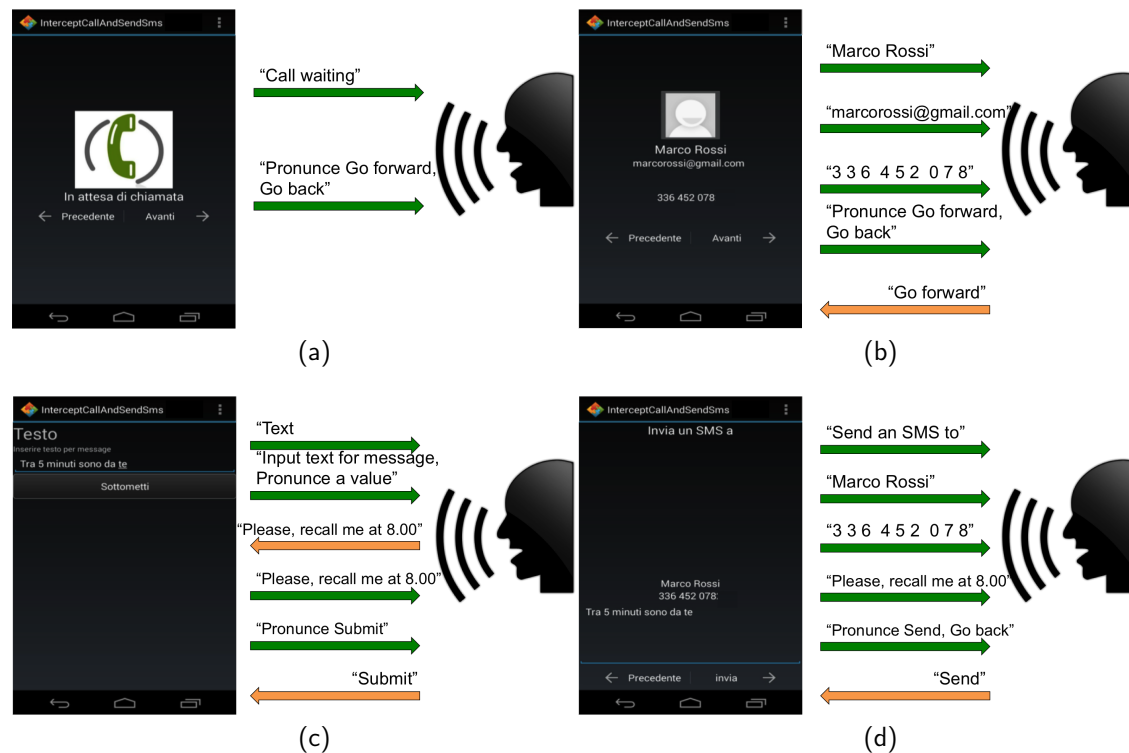 InterceptCallAndSendSms
In attesa di chiamata
Precedente Avanti
“Call waiting”
“Pronunce Go forward,
Go back”
(a)
InterceptCallAndSendSms
Marco Rossi
marcorossi@gmail.com
336 452 078
Precedente Avanti
“Marco Rossi”
“marcorossi@gmail.com”
“3 3 6 4 5 2 0 7 8”
“Pronunce Go forward,
Go back”
“Go forward”
(b)
InterceptCallAndSendSms
Testo
Inserire testo per message
Tra 5 minuti sono da te
Sottometti
“Text
“Input text for message,
Pronunce a value”
“Please, recall me at 8.00”
“Please, recall me at 8.00”
“Pronunce Submit”
“Submit”
(c)
InterceptCallAndSendSms
Invia un SMS a
Marco Rossi
336 452 078:
Tra 5 minuti sono da te
Precedente invia
“Send an SMS to”
“Marco Rossi”
“3 3 6 4 5 2 0 7 8”
“Please, recall me at 8.00”
“Pronunce Send, Go back”
“Send”
(d)